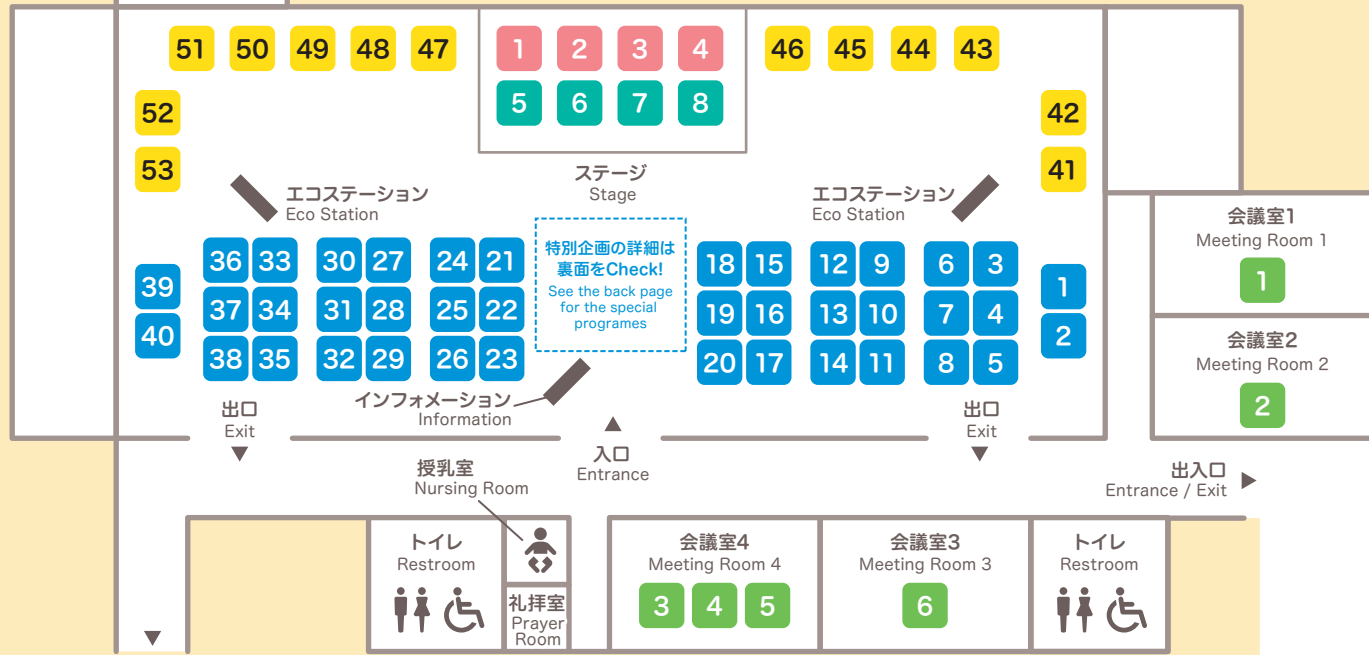 51 50 49 48 47
1 2 3 4
46 45 44 43
5 6 7 8
52
42
53
41
ステージ
Stage
エコステーション
Eco Station
エコステーション
Eco Station
会議室1
Meeting Room 1
1
特別企画の詳細は
裏面をCheck!
See the back page
for the special
programes
36 33 30 27 24 21
18 15 12 9 6 3
39
1
37 34 31 28 25 22
19 16 13 10 7 4
40
2
38 35 32 29 26 23
20 17 14 11 8 5
会議室2
Meeting Room 2
2
インフォメーション
Information
出口
Exit
▼
▲
入口
Entrance
出口
Exit
▼
授乳室
Nursing Room
出入口
Entrance / Exit ▶
トイレ
Restroom
礼拝室
Prayer
Room
会議室4
Meeting Room 4
3 4 5
会議室3
Meeting Room 3
6
トイレ
Restroom
▼